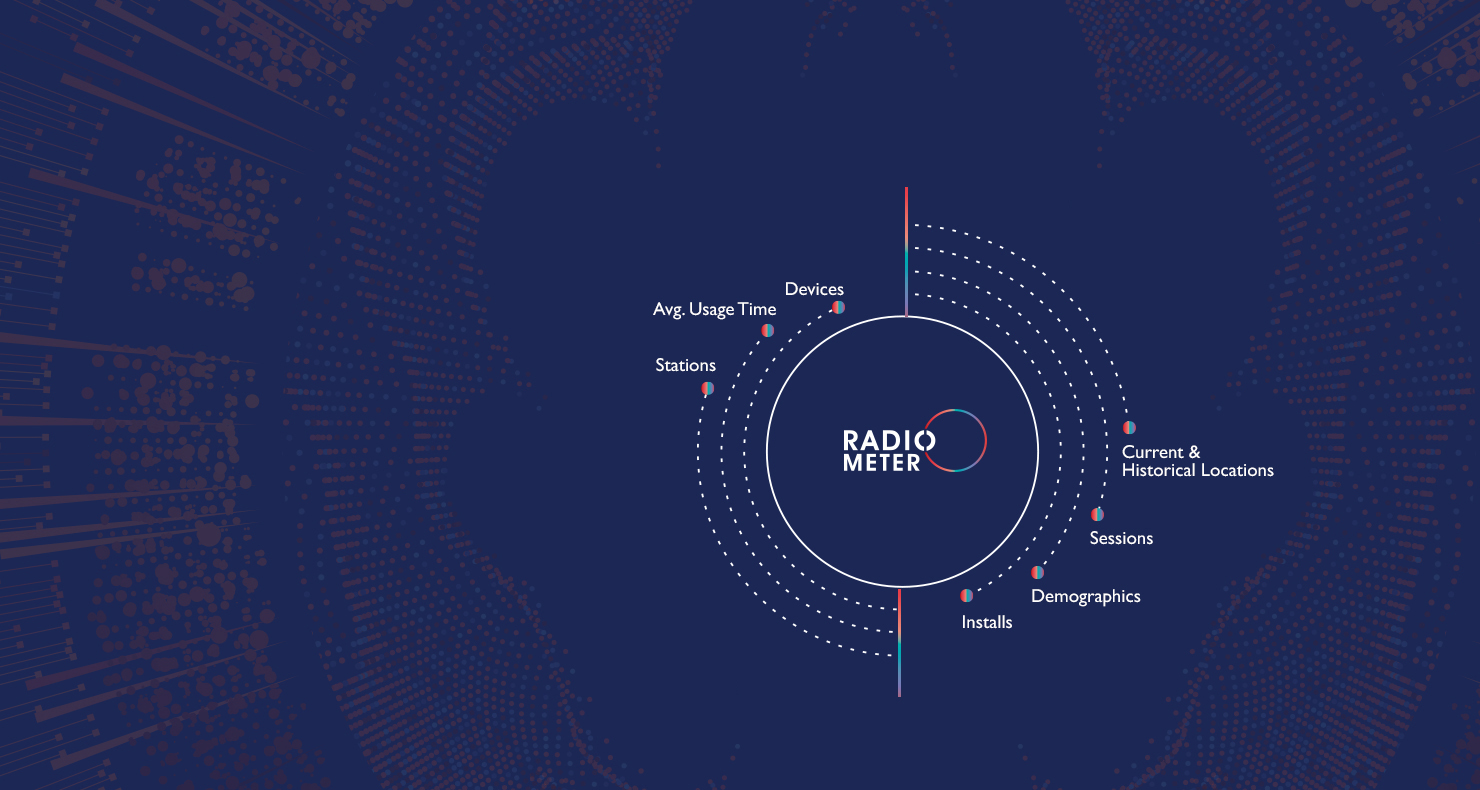 Devices
Avg. Usage Time
Stations
RADIO
METER
Current &
Historical Locations
Sessions
Demographics
Installs